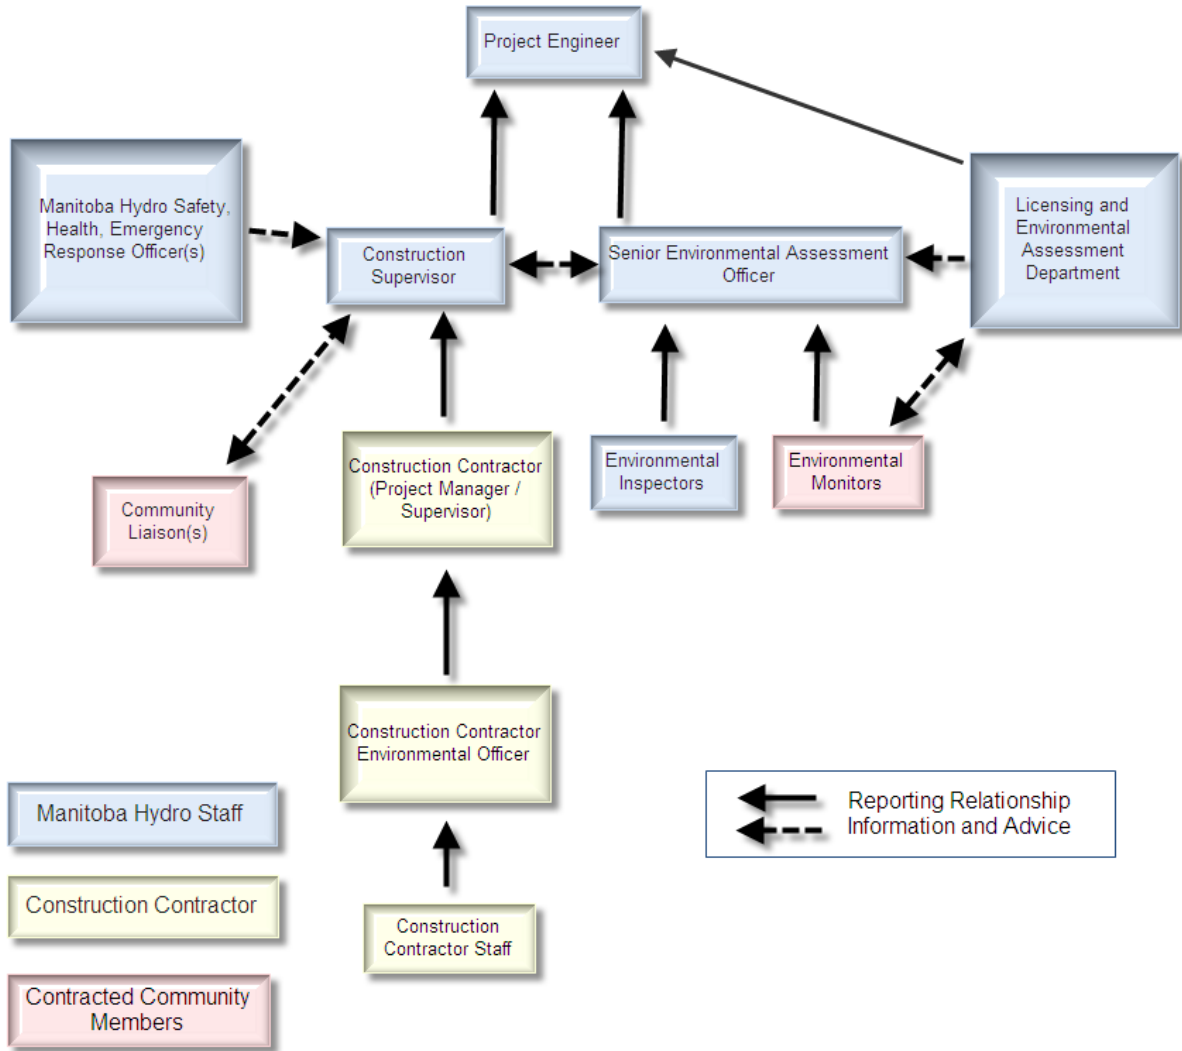 Project Engineer
Manitoba Hydro Safety,
Health, Emergency
Response Officer(s)
Construction
Supervisor
Senior Environmental Assessment
Officer
Licensing and
Environmental
Assessment
Department
Community
Liaison(s)
Construction Contractor
(Project Manager /
Supervisor)
Environmental
Inspectors
Environmental
Monitors
Construction Contractor
Environmental Officer
Construction
Contractor Staff
Manitoba Hydro Staff
Construction Contractor
Contracted Community
Members
Reporting Relationship
Information and Advice